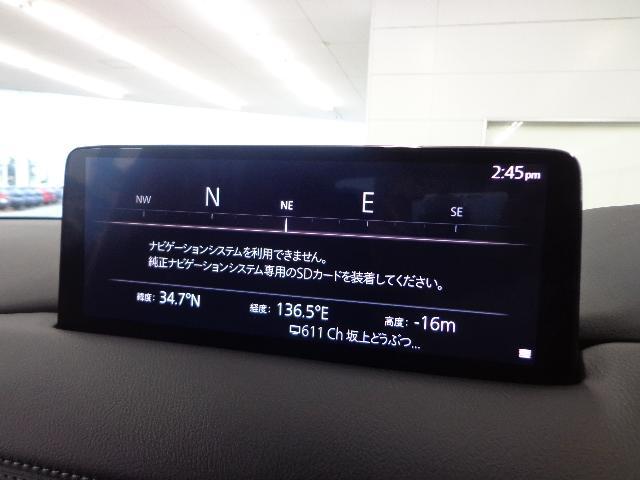 2:45pm
NW N NE E SE
ナビゲーションシステムを利用できません。
純正ナビゲーションシステム専用のSDカードを装着してください。
緯度: 34.7°N 経度: 136.5°E 高度: -16m
611 Ch 坂上どうぶつ...